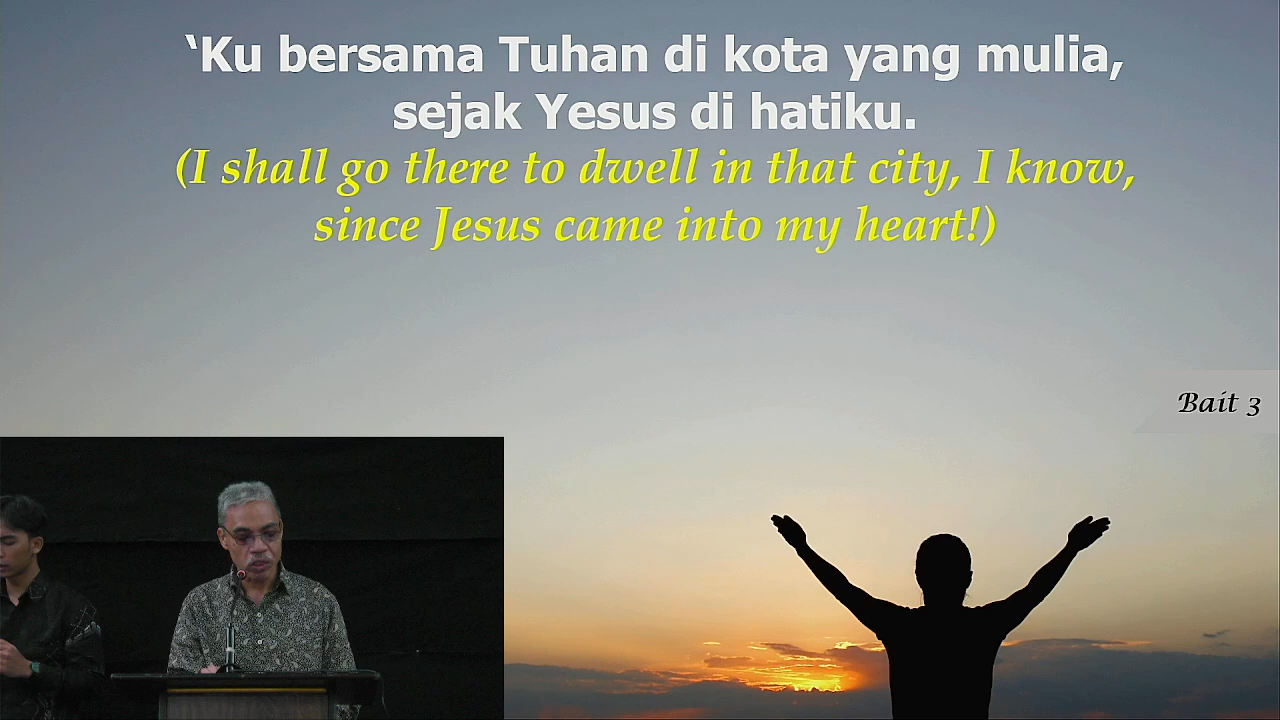 ‘Ku bersama Tuhan di kota yang mulia,
sejak Yesus di hatiku.
(I shall go there to dwell in that city, I know,
since Jesus came into my heart!)
Bait 3